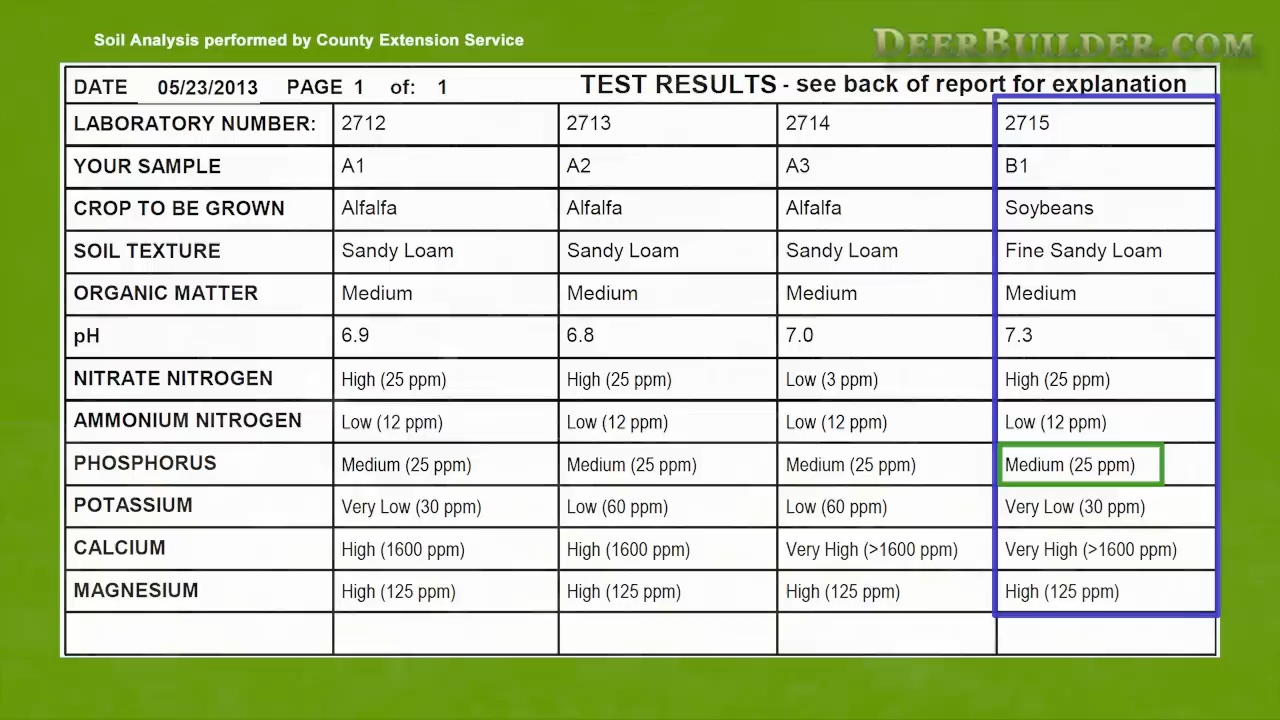 Soil Analysis performed by County Extension Service
DEERBUILDER.COM
DATE 05/23/2013 PAGE 1 of: 1 TEST RESULTS - see back of report for explanation
LABORATORY NUMBER: 2712 2713 2714 2715
YOUR SAMPLE A1 A2 A3 B1
CROP TO BE GROWN Alfalfa Alfalfa Alfalfa Soybeans
SOIL TEXTURE Sandy Loam Sandy Loam Sandy Loam Fine Sandy Loam
ORGANIC MATTER Medium Medium Medium Medium
pH 6.9 6.8 7.0 7.3
NITRATE NITROGEN High (25 ppm) High (25 ppm) Low (3 ppm) High (25 ppm)
AMMONIUM NITROGEN Low (12 ppm) Low (12 ppm) Low (12 ppm) Low (12 ppm)
PHOSPHORUS Medium (25 ppm) Medium (25 ppm) Medium (25 ppm) Medium (25 ppm)
POTASSIUM Very Low (30 ppm) Low (60 ppm) Low (60 ppm) Very Low (30 ppm)
CALCIUM High (1600 ppm) High (1600 ppm) Very High (>1600 ppm) Very High (>1600 ppm)
MAGNESIUM High (125 ppm) High (125 ppm) High (125 ppm) High (125 ppm)